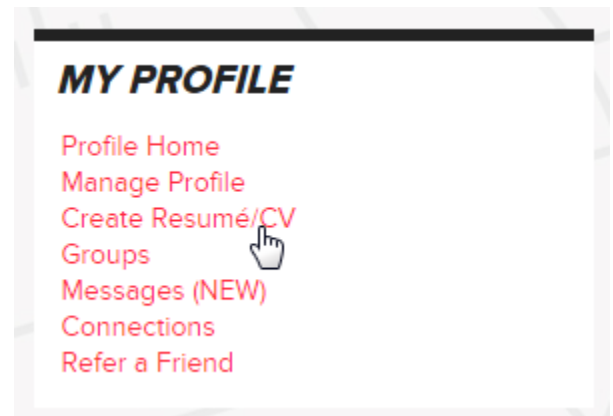 MY PROFILE
Profile Home
Manage Profile
Create Resumé/CV
Groups
Messages (NEW)
Connections
Refer a Friend